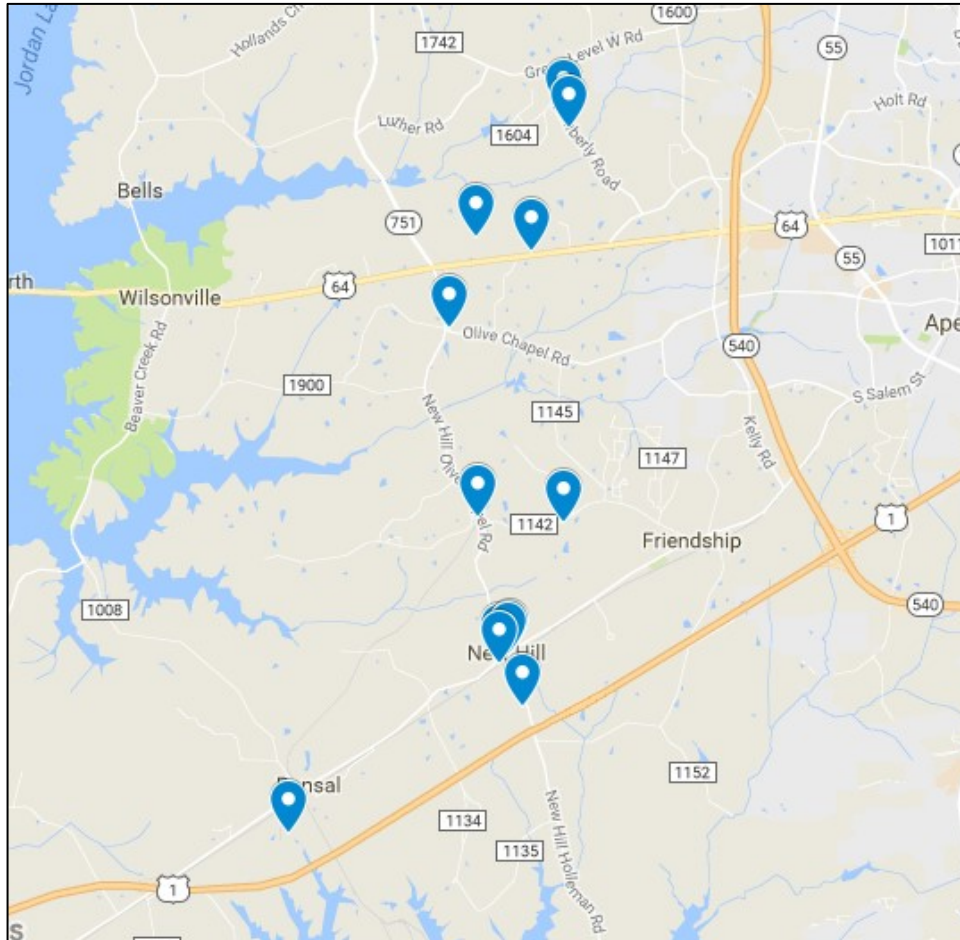 1600
Jordan La
Hollands Ch
1742
Green Level W Rd
55
Holt Rd
Luther Rd
1604
berly Road
Bells
751
64
1011
55
rth
64
Wilsonville
Olive Chapel Rd
540
Ape
Beaver Creek Rd
1900
1145
S Salem St
New Hill Olive
Kelly Rd
1147
el Rd
1142
1
Friendship
1008
540
New Hill
1152
nsal
1134
1135
New Hill Holleman Rd
1
S